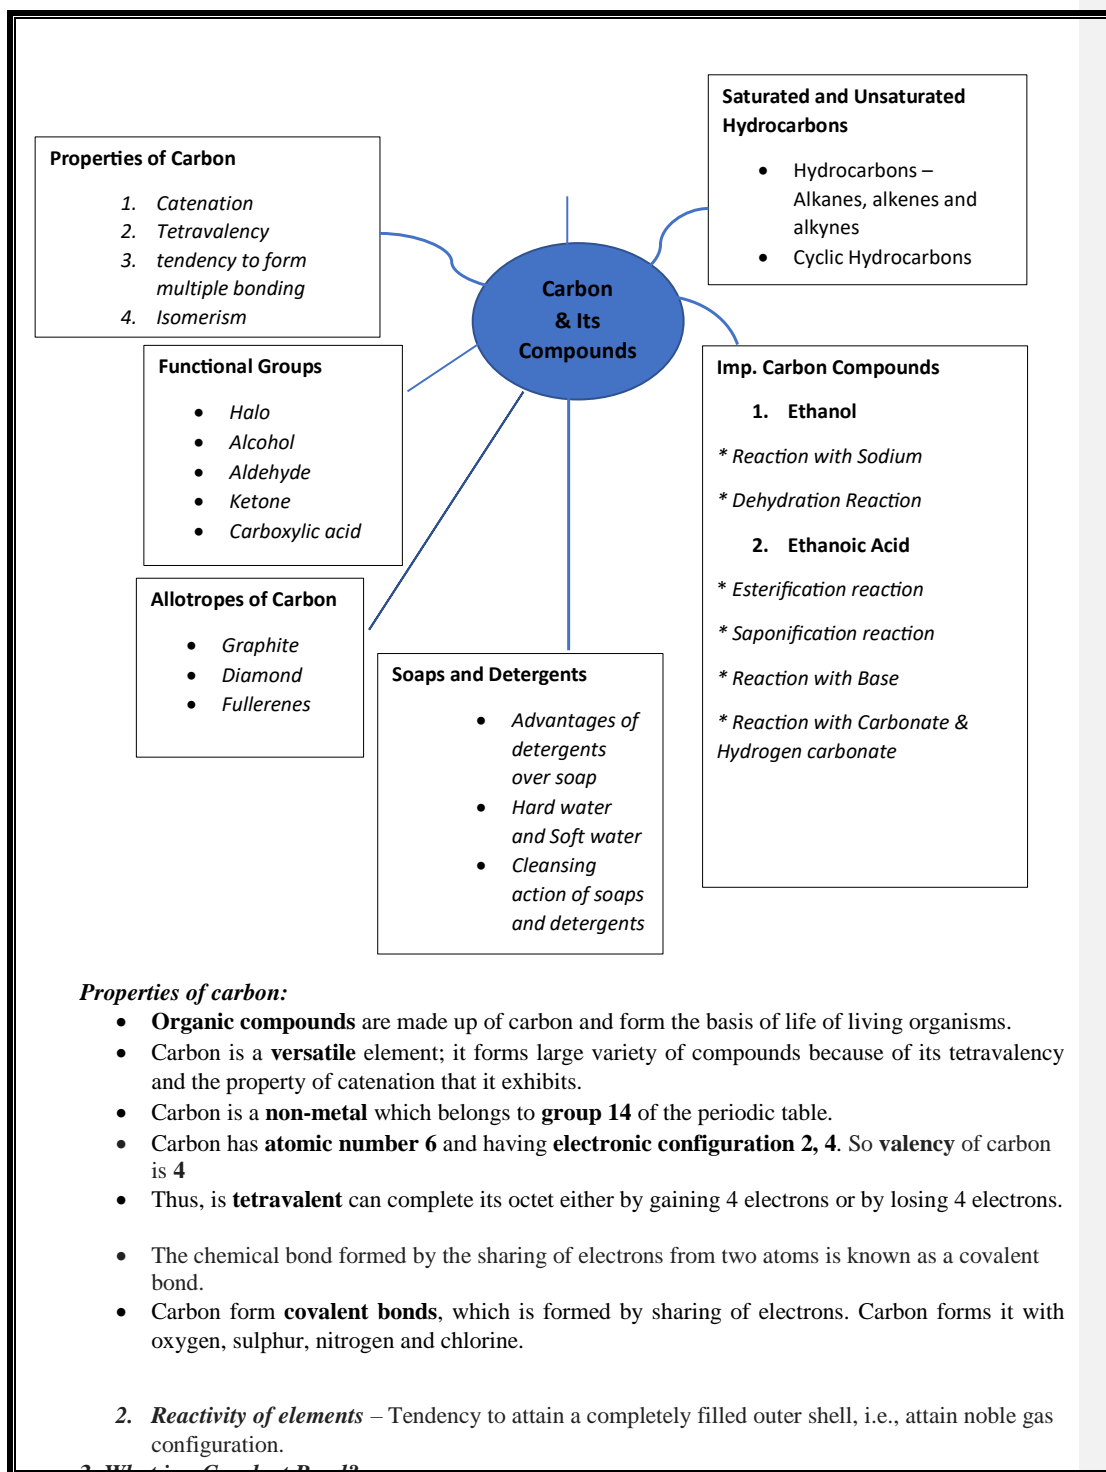 Saturated and Unsaturated
Hydrocarbons
• Hydrocarbons –
Alkanes, alkenes and
alkynes
• Cyclic Hydrocarbons
Properties of Carbon
1. Catenation
2. Tetravalency
3. tendency to form
multiple bonding
4. Isomerism
Carbon
& Its
Compounds
Functional Groups
• Halo
• Alcohol
• Aldehyde
• Ketone
• Carboxylic acid
Imp. Carbon Compounds
1. Ethanol
* Reaction with Sodium
* Dehydration Reaction
2. Ethanoic Acid
* Esterification reaction
* Saponification reaction
* Reaction with Base
* Reaction with Carbonate &
Hydrogen carbonate
Allotropes of Carbon
• Graphite
• Diamond
• Fullerenes
Soaps and Detergents
• Advantages of
detergents
over soap
• Hard water
and Soft water
• Cleansing
action of soaps
and detergents
Properties of carbon:
• Organic compounds are made up of carbon and form the basis of life of living organisms.
• Carbon is a versatile element; it forms large variety of compounds because of its tetravalency
and the property of catenation that it exhibits.
• Carbon is a non-metal which belongs to group 14 of the periodic table.
• Carbon has atomic number 6 and having electronic configuration 2, 4. So valency of carbon
is 4
• Thus, is tetravalent can complete its octet either by gaining 4 electrons or by losing 4 electrons.
• The chemical bond formed by the sharing of electrons from two atoms is known as a covalent
bond.
• Carbon form covalent bonds, which is formed by sharing of electrons. Carbon forms it with
oxygen, sulphur, nitrogen and chlorine.
2. Reactivity of elements – Tendency to attain a completely filled outer shell, i.e., attain noble gas
configuration.